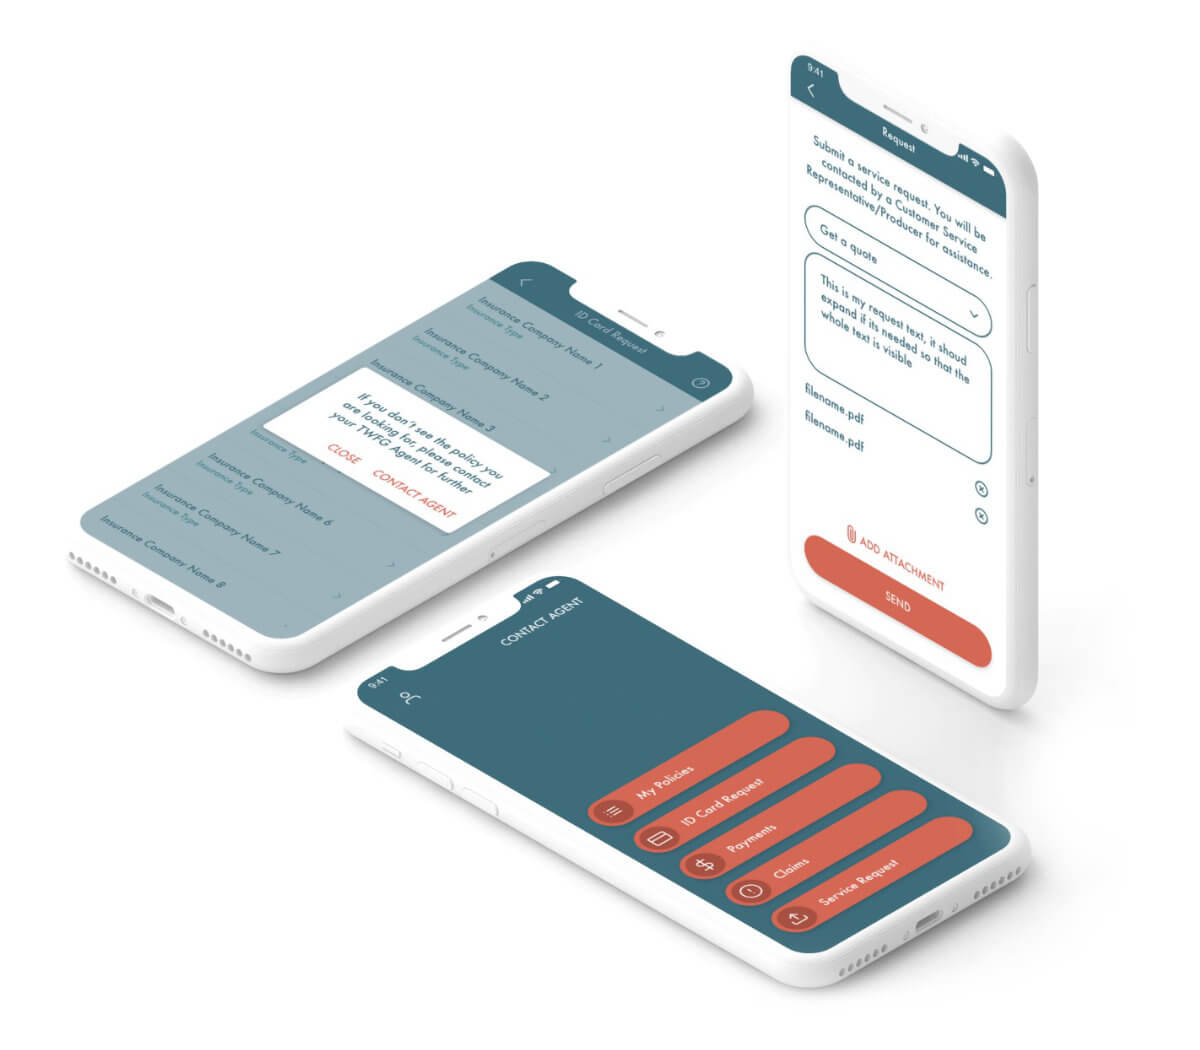 ID Card Request
Insurance Company Name 1
Insurance Type
Insurance Company Name 2
Insurance Type
Insurance Company Name 3
If you don't see the policy you
are looking for, please contact
your TWFG Agent for further
CLOSE CONTACT AGENT
Insurance Type
Insurance Company Name 6
Insurance Type
Insurance Company Name 7
Insurance Type
Insurance Company Name 8
9:41
Request
Submit a service request. You will be
contacted by a Customer Service
Representative/Producer for assistance.
Get a quote
This is my request text, it shoud
expand if its needed so that the
whole text is visible
filename.pdf
filename.pdf
ADD ATTACHMENT
SEND
9:41
CONTACT AGENT
My Policies
ID Card Request
Payments
Claims
Service Request